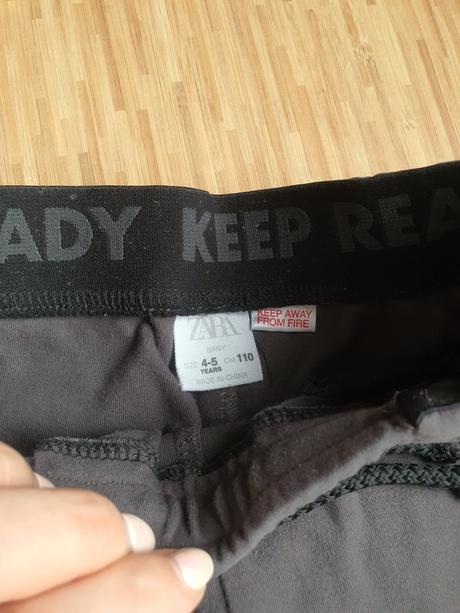 ADY KEEP REA
ZARA
BABY
SIZE 4-5 YEARS CM 110
MADE IN CHINA
KEEP AWAY
FROM FIRE